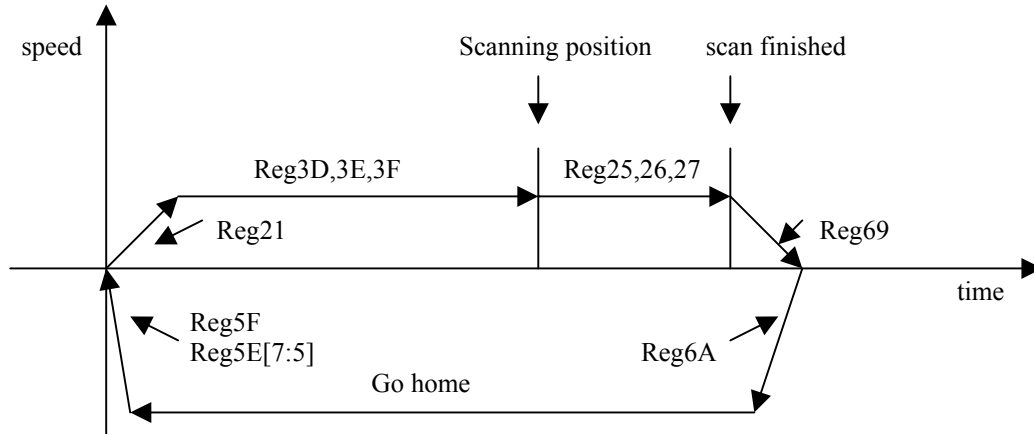 speed
Scanning position
scan finished
Reg3D,3E,3F
Reg25,26,27
Reg21
Reg69
time
Reg5F
Reg5E[7:5]
Reg6A
Go home